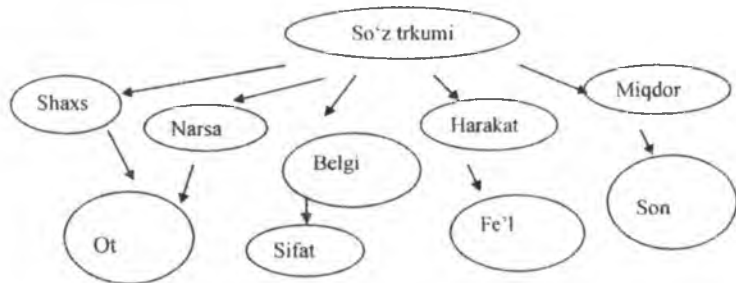 So‘z trkumi
Shaxs
Narsa
Belgi
Harakat
Miqdor
Ot
Sifat
Fe’l
Son